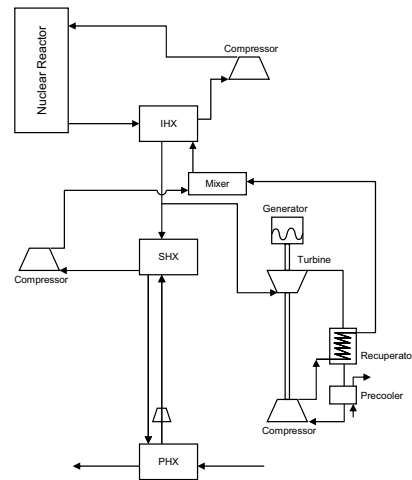 Compressor
Nuclear Reactor
IHX
Mixer
Generator
Turbine
SHX
Compressor
Recuperato
Precooler
Compressor
PHX